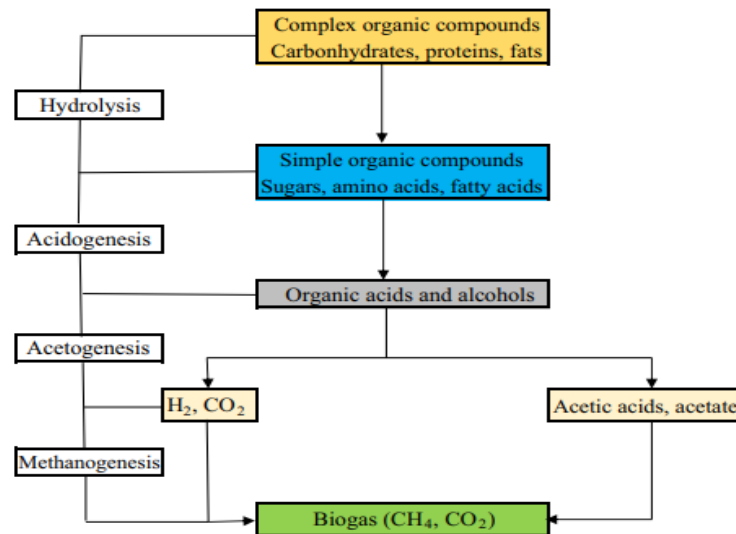 Complex organic compounds
Carbonhydrates, proteins, fats
Hydrolysis
Simple organic compounds
Sugars, amino acids, fatty acids
Acidogenesis
Organic acids and alcohols
Acetogenesis
H₂, CO₂
Acetic acids, acetate
Methanogenesis
Biogas (CH₄, CO₂)